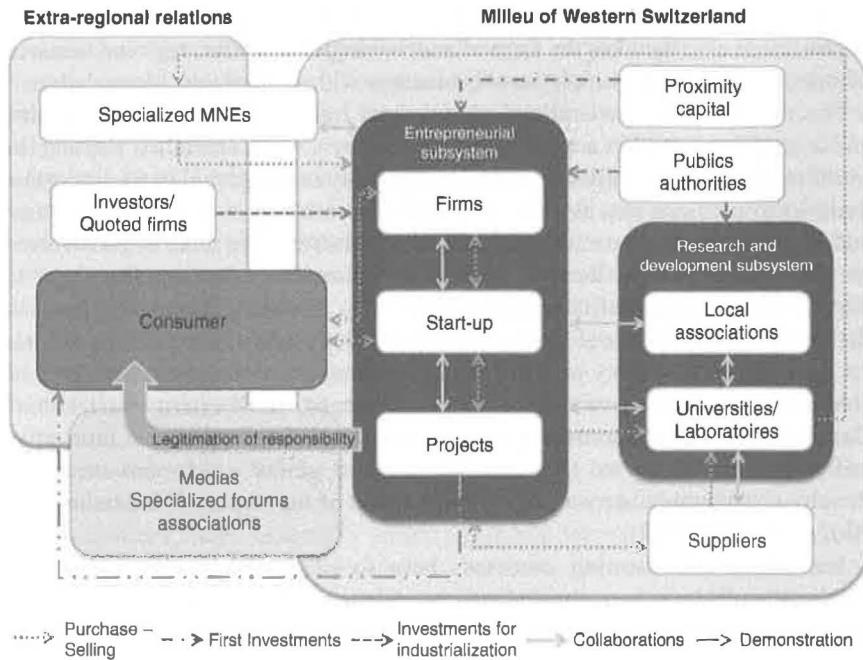 Extra-regional relations
Milieu of Western Switzerland
Specialized MNEs
Investors/
Quoted firms
Consumer
Legitimation of responsibility
Medias
Specialized forums
associations
Entrepreneurial
subsystem
Firms
Start-up
Projects
Proximity
capital
Publics
authorities
Research and
development subsystem
Local
associations
Universities/
Laboratoires
Suppliers
Purchase –
Selling
First Investments
Investments for
industrialization
Collaborations
Demonstration